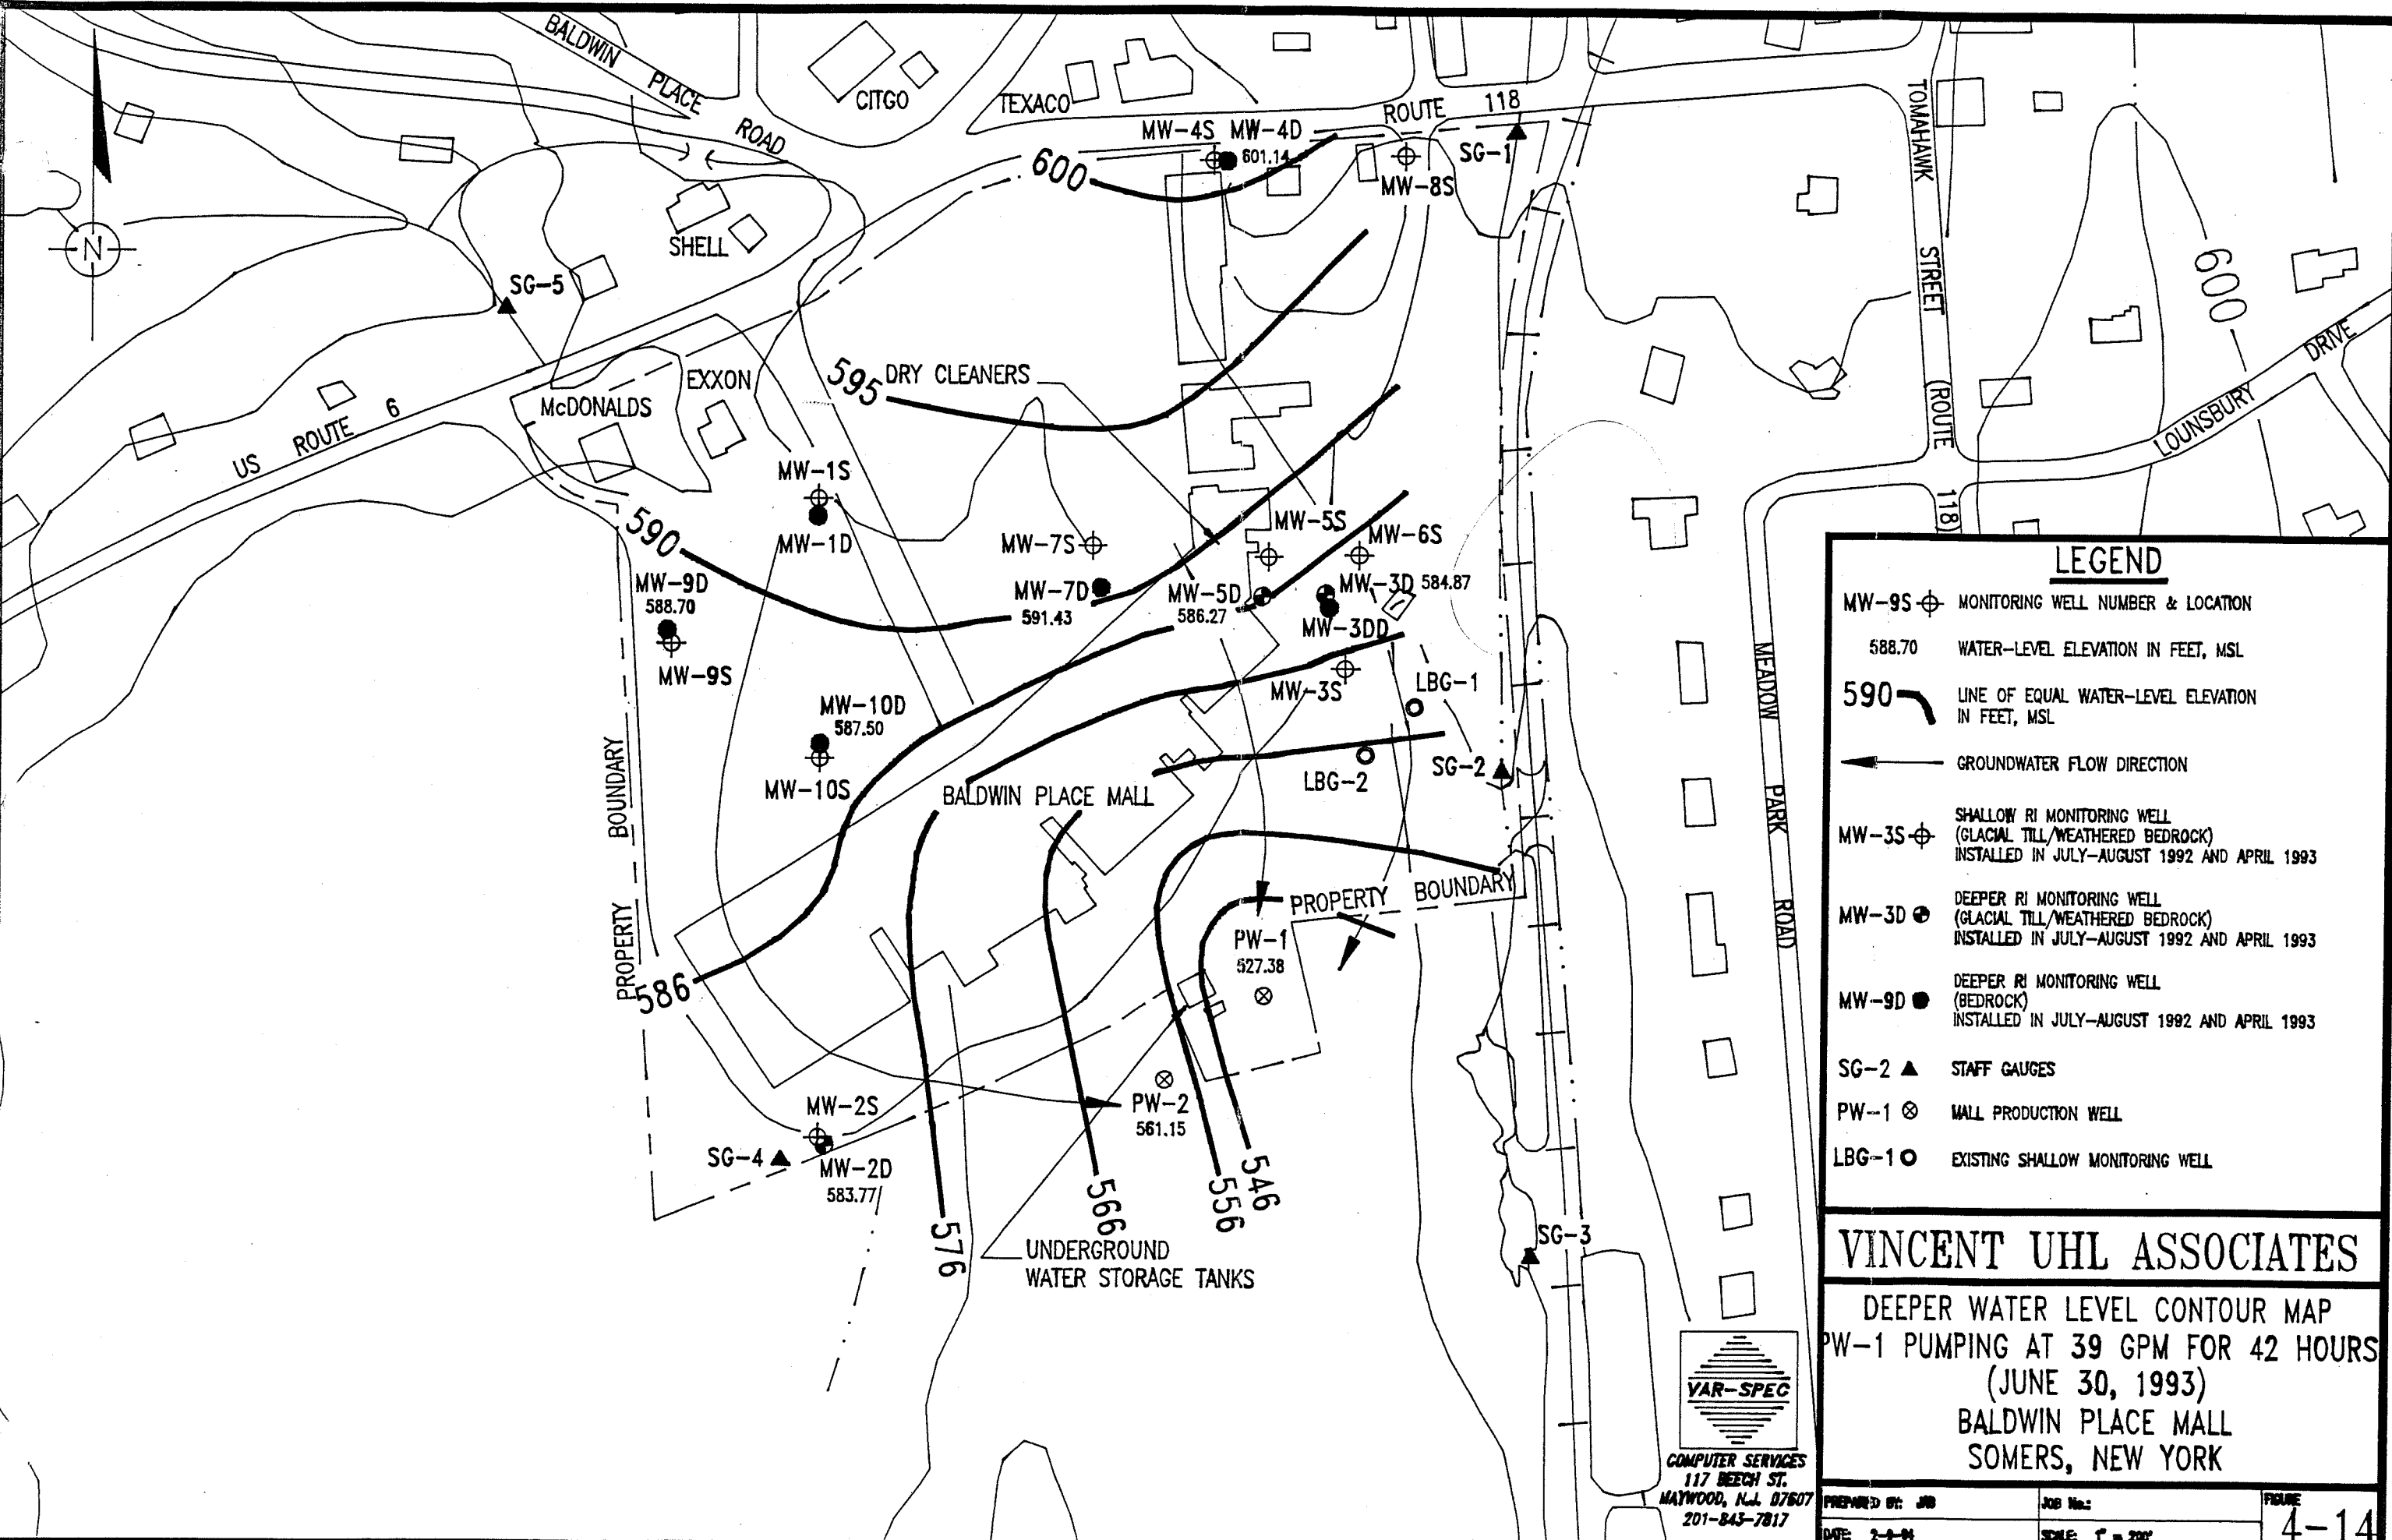 BALDWIN PLACE ROAD
CITGO
TEXACO
ROUTE 118
MW-4S MW-4D
601.14
600
SG-1
MW-8S
TOMAHAWK STREET (ROUTE 118)
N
SHELL
SG-5
600
LOUNSBURY DRIVE
EXXON
McDONALDS
US ROUTE 6
595
DRY CLEANERS
MW-1S
MW-1D
590
MW-7S
MW-5S
MW-6S
MW-9D
588.70
MW-9S
MW-7D
591.43
MW-5D
586.27
MW-3D 584.87
MW-3DD
MW-3S
LBG-1
MW-10D
587.50
MW-10S
LBG-2
SG-2
BALDWIN PLACE MALL
PROPERTY BOUNDARY
PROPERTY BOUNDARY
MEADOW PARK ROAD
586
PW-1
527.38
PW-2
561.15
MW-2S
SG-4
MW-2D
583.77
576
566
556
546
UNDERGROUND
WATER STORAGE TANKS
SG-3
LEGEND
MW-9S MONITORING WELL NUMBER & LOCATION
588.70 WATER-LEVEL ELEVATION IN FEET, MSL
590 LINE OF EQUAL WATER-LEVEL ELEVATION
IN FEET, MSL
GROUNDWATER FLOW DIRECTION
MW-3S SHALLOW RI MONITORING WELL
(GLACIAL TILL/WEATHERED BEDROCK)
INSTALLED IN JULY-AUGUST 1992 AND APRIL 1993
MW-3D DEEPER RI MONITORING WELL
(GLACIAL TILL/WEATHERED BEDROCK)
INSTALLED IN JULY-AUGUST 1992 AND APRIL 1993
MW-9D DEEPER RI MONITORING WELL
(BEDROCK)
INSTALLED IN JULY-AUGUST 1992 AND APRIL 1993
SG-2 STAFF GAUGES
PW-1 MALL PRODUCTION WELL
LBG-1 EXISTING SHALLOW MONITORING WELL
VINCENT UHL ASSOCIATES
DEEPER WATER LEVEL CONTOUR MAP
PW-1 PUMPING AT 39 GPM FOR 42 HOURS
(JUNE 30, 1993)
BALDWIN PLACE MALL
SOMERS, NEW YORK
VAR-SPEC
COMPUTER SERVICES
117 BEECH ST.
MAYWOOD, N.J. 07607
201-843-7817
PREPARED BY:
JOB No.:
FIGURE
4-14
DATE:
SCALE: 1" = 200'